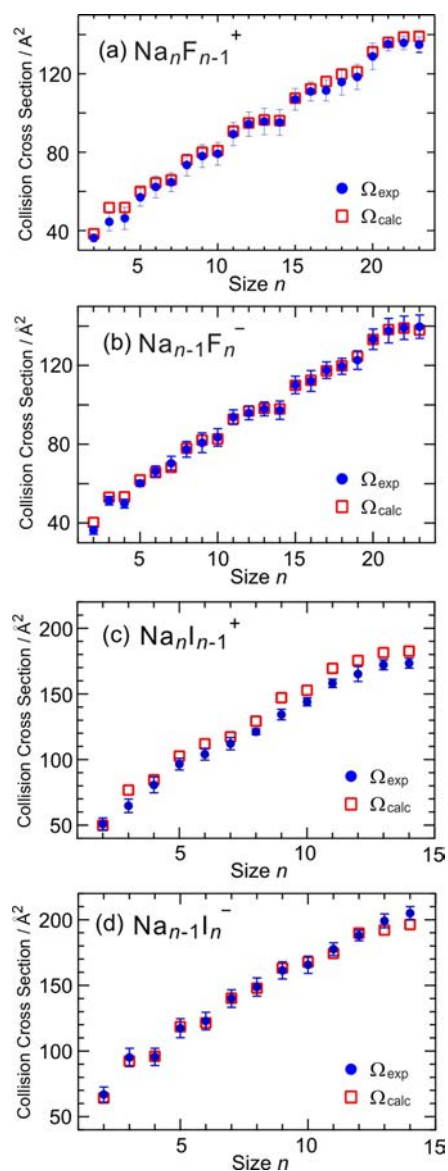 (a) NaₙFₙ₋₁⁺
Collision Cross Section / Å²
120
80
40
Ωexp
Ωcalc
5 10 15 20
Size n
(b) Naₙ₋₁Fₙ⁻
Collision Cross Section / Å²
120
80
40
Ωexp
Ωcalc
5 10 15 20
Size n
(c) NaₙIₙ₋₁⁺
Collision Cross Section / Å²
200
150
100
50
Ωexp
Ωcalc
5 10 15
Size n
(d) Naₙ₋₁Iₙ⁻
Collision Cross Section / Å²
200
150
100
50
Ωexp
Ωcalc
5 10 15
Size n